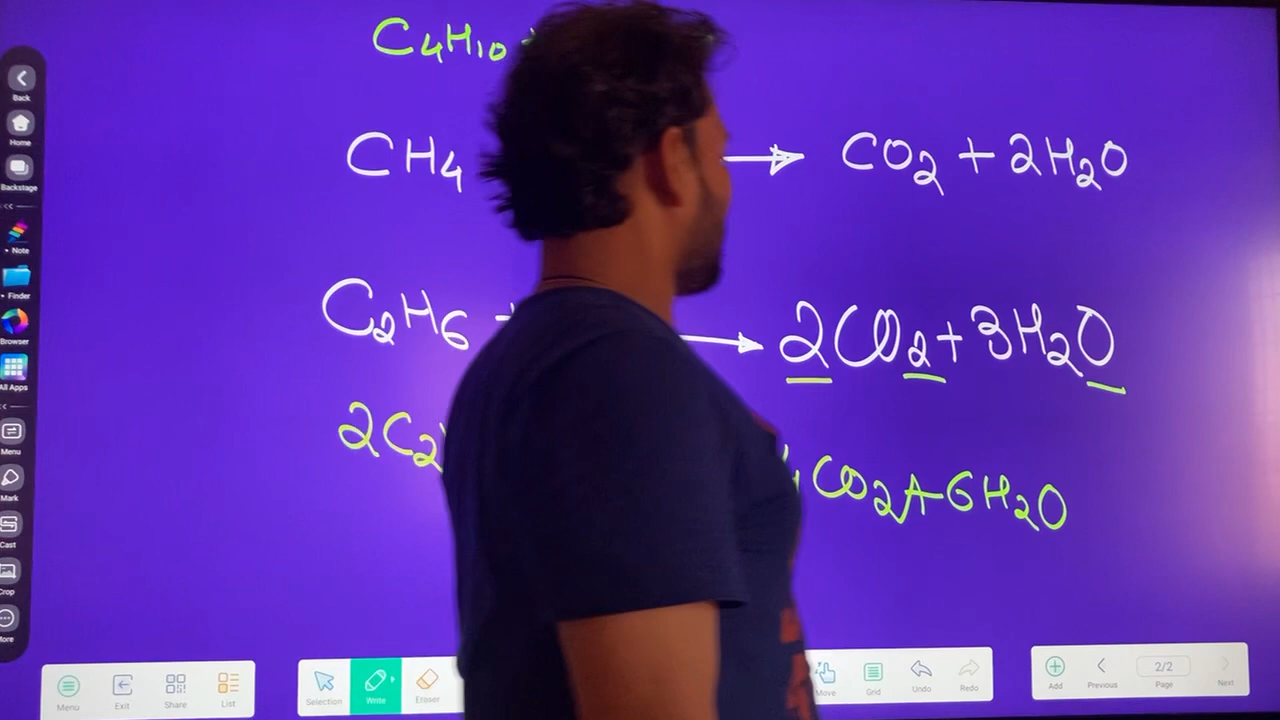 C4H10
CH4 → CO2 + 2H2O
C2H6 + → 2CO2 + 3H2O
2C2 CO2 + 6H2O
Back
Home
Backstage
Note
Finder
Browser
All Apps
Menu
Mark
Cast
Crop
More
Menu Exit Share List Selection Write Eraser Move Grid Undo Redo Add Previous 2/2 Page Next